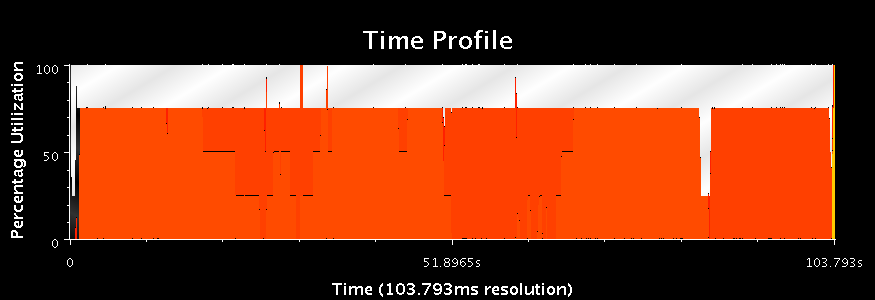 Time Profile
Percentage Utilization
100
50
0
0 51.8965s 103.793s
Time (103.793ms resolution)